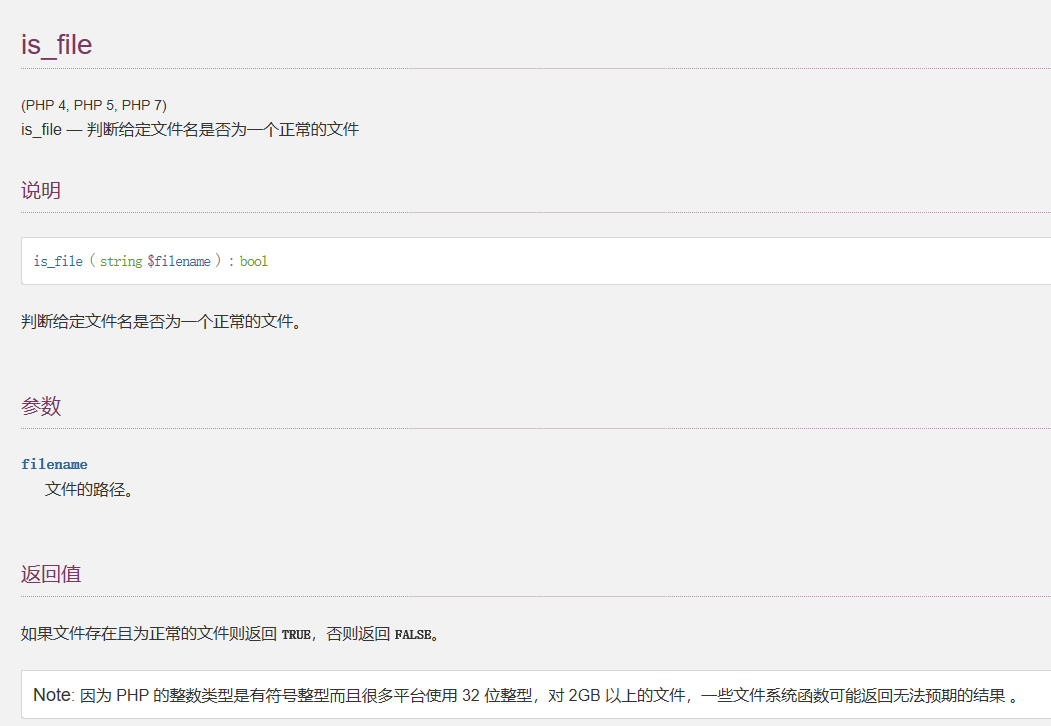 is_file
(PHP 4, PHP 5, PHP 7)
is_file — 判断给定文件名是否为一个正常的文件
说明
is_file ( string $filename ) : bool
判断给定文件名是否为一个正常的文件。
参数
filename
文件的路径。
返回值
如果文件存在且为正常的文件则返回 TRUE，否则返回 FALSE。
Note: 因为 PHP 的整数类型是有符号整型而且很多平台使用 32 位整型，对 2GB 以上的文件，一些文件系统函数可能返回无法预期的结果 。